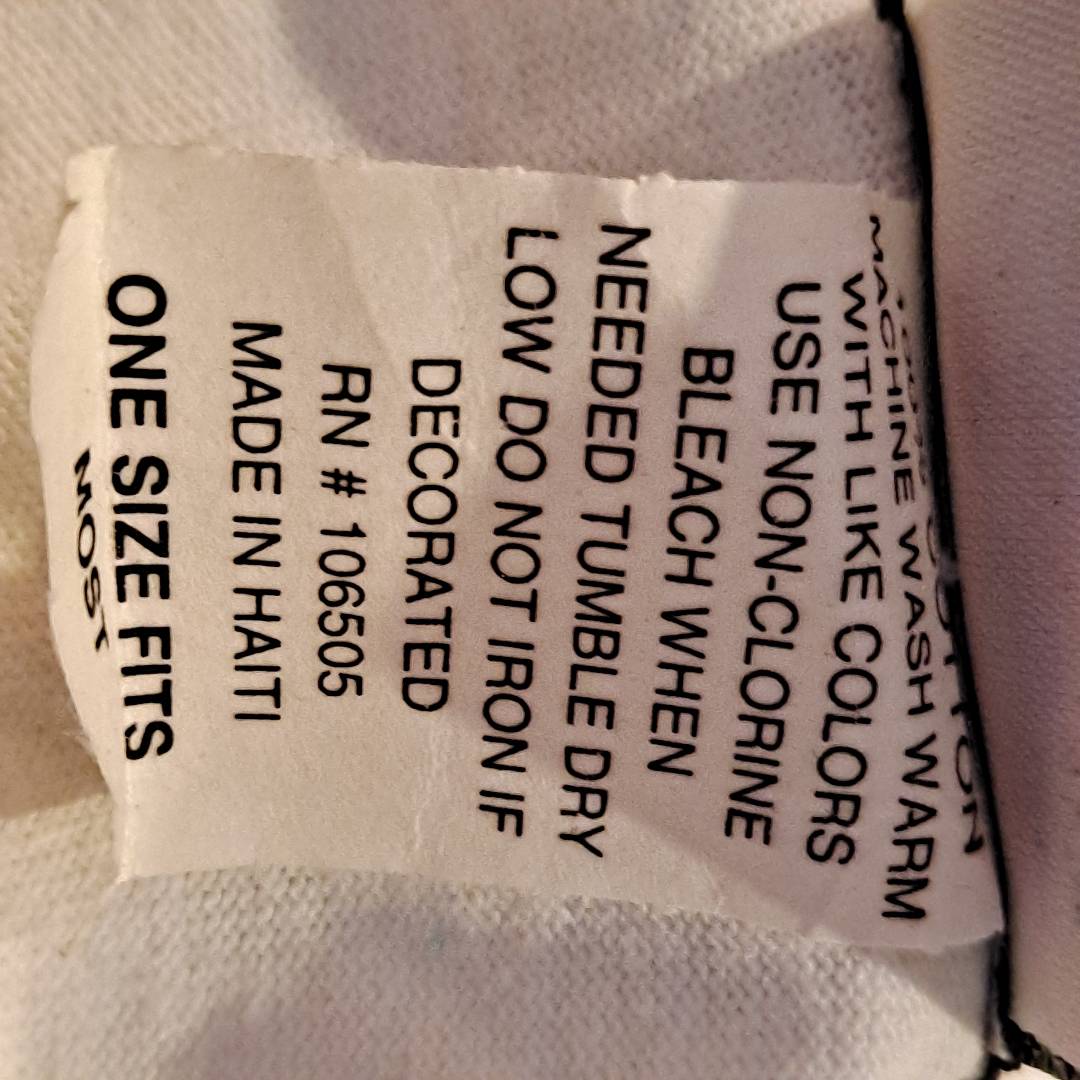 COTTON
MACHINE WASH WARM
WITH LIKE COLORS
USE NON-CLORINE
BLEACH WHEN
NEEDED TUMBLE DRY
LOW DO NOT IRON IF
DECORATED
RN # 106505
MADE IN HAITI
ONE SIZE FITS
MOST